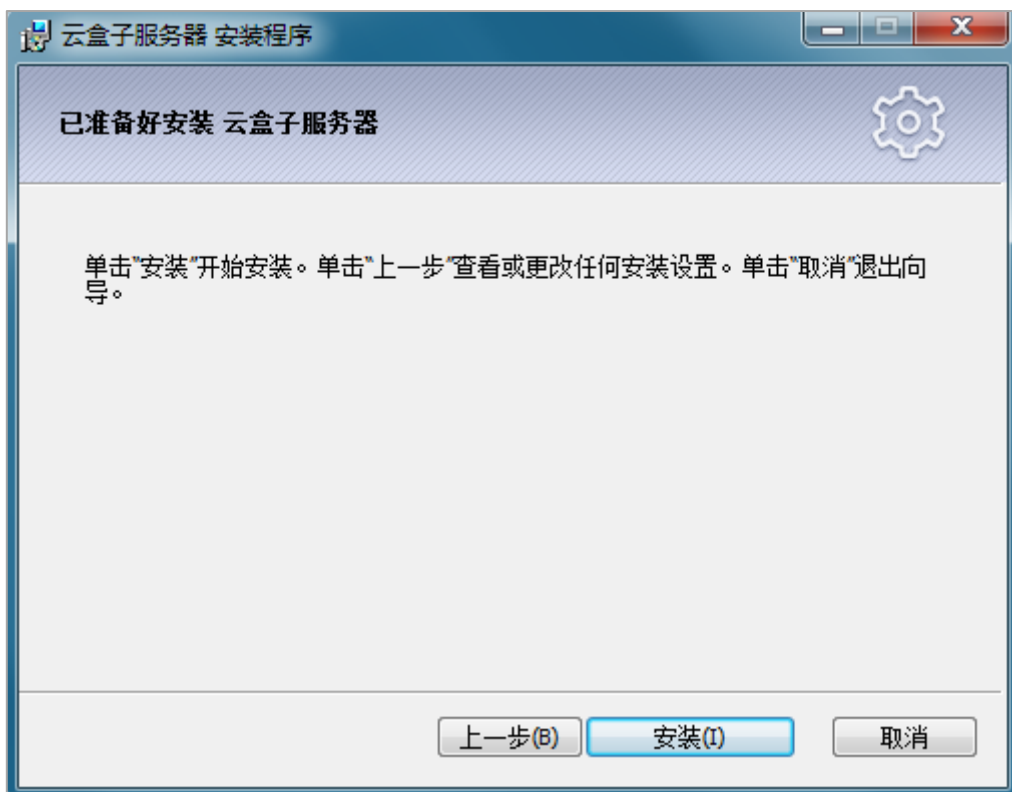 云盒子服务器 安装程序
已准备好安装 云盒子服务器
单击"安装"开始安装。单击"上一步"查看或更改任何安装设置。单击"取消"退出向
导。
上一步(B) 安装(I) 取消